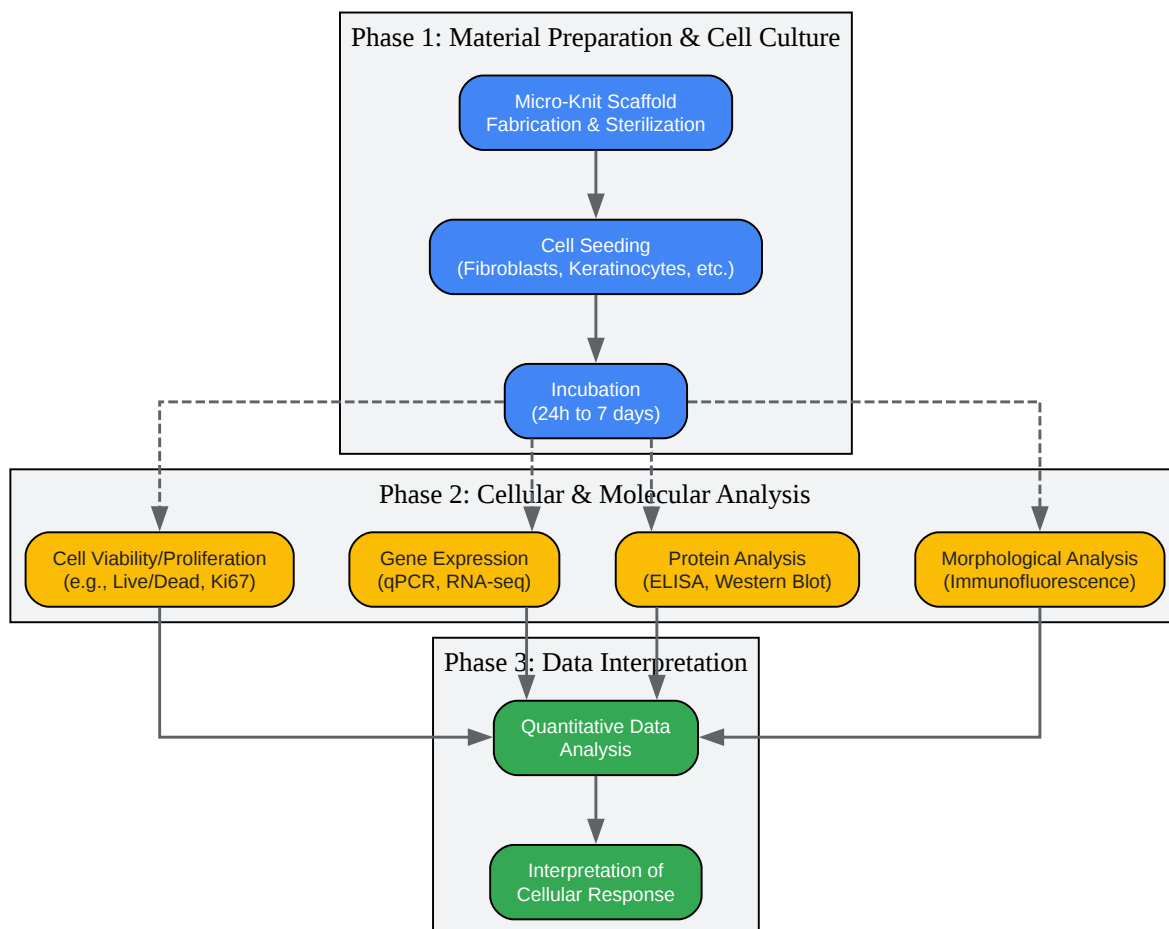 Phase 1: Material Preparation & Cell Culture
Micro-Knit Scaffold
Fabrication & Sterilization
Cell Seeding
(Fibroblasts, Keratinocytes, etc.)
Incubation
(24h to 7 days)
Phase 2: Cellular & Molecular Analysis
Cell Viability/Proliferation
(e.g., Live/Dead, Ki67)
Gene Expression
(qPCR, RNA-seq)
Protein Analysis
(ELISA, Western Blot)
Morphological Analysis
(Immunofluorescence)
Phase 3: Data Interpretation
Quantitative Data
Analysis
Interpretation of
Cellular Response